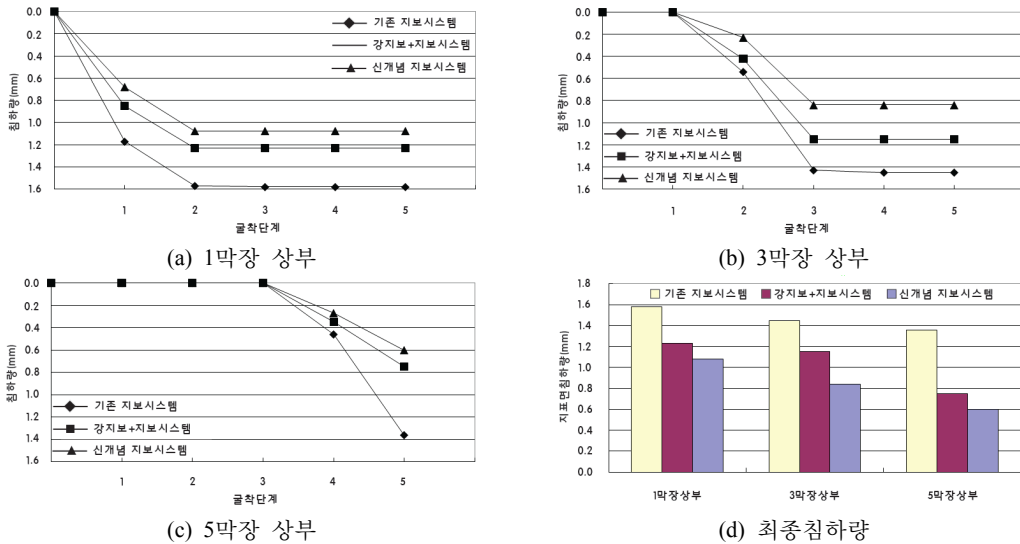 0.0
0.2
0.4
0.6
0.8
1.0
1.2
1.4
1.6
침하량(mm)
기존 지보시스템
강지보+지보시스템
신개념 지보시스템
1 2 3 4 5
굴착단계
(a) 1막장 상부
0.0
0.2
0.4
0.6
0.8
1.0
1.2
1.4
1.6
침하량(mm)
기존 지보시스템
강지보+지보시스템
신개념 지보시스템
1 2 3 4 5
굴착단계
(b) 3막장 상부
0.0
0.2
0.4
0.6
0.8
1.0
1.2
1.4
1.6
침하량(mm)
기존 지보시스템
강지보+지보시스템
신개념 지보시스템
1 2 3 4 5
굴착단계
(c) 5막장 상부
1.8
1.6
1.4
1.2
1.0
0.8
0.6
0.4
0.2
0.0
지표면침하량(mm)
기존 지보시스템 강지보+지보시스템 신개념 지보시스템
1막장상부 3막장상부 5막장상부
(d) 최종침하량